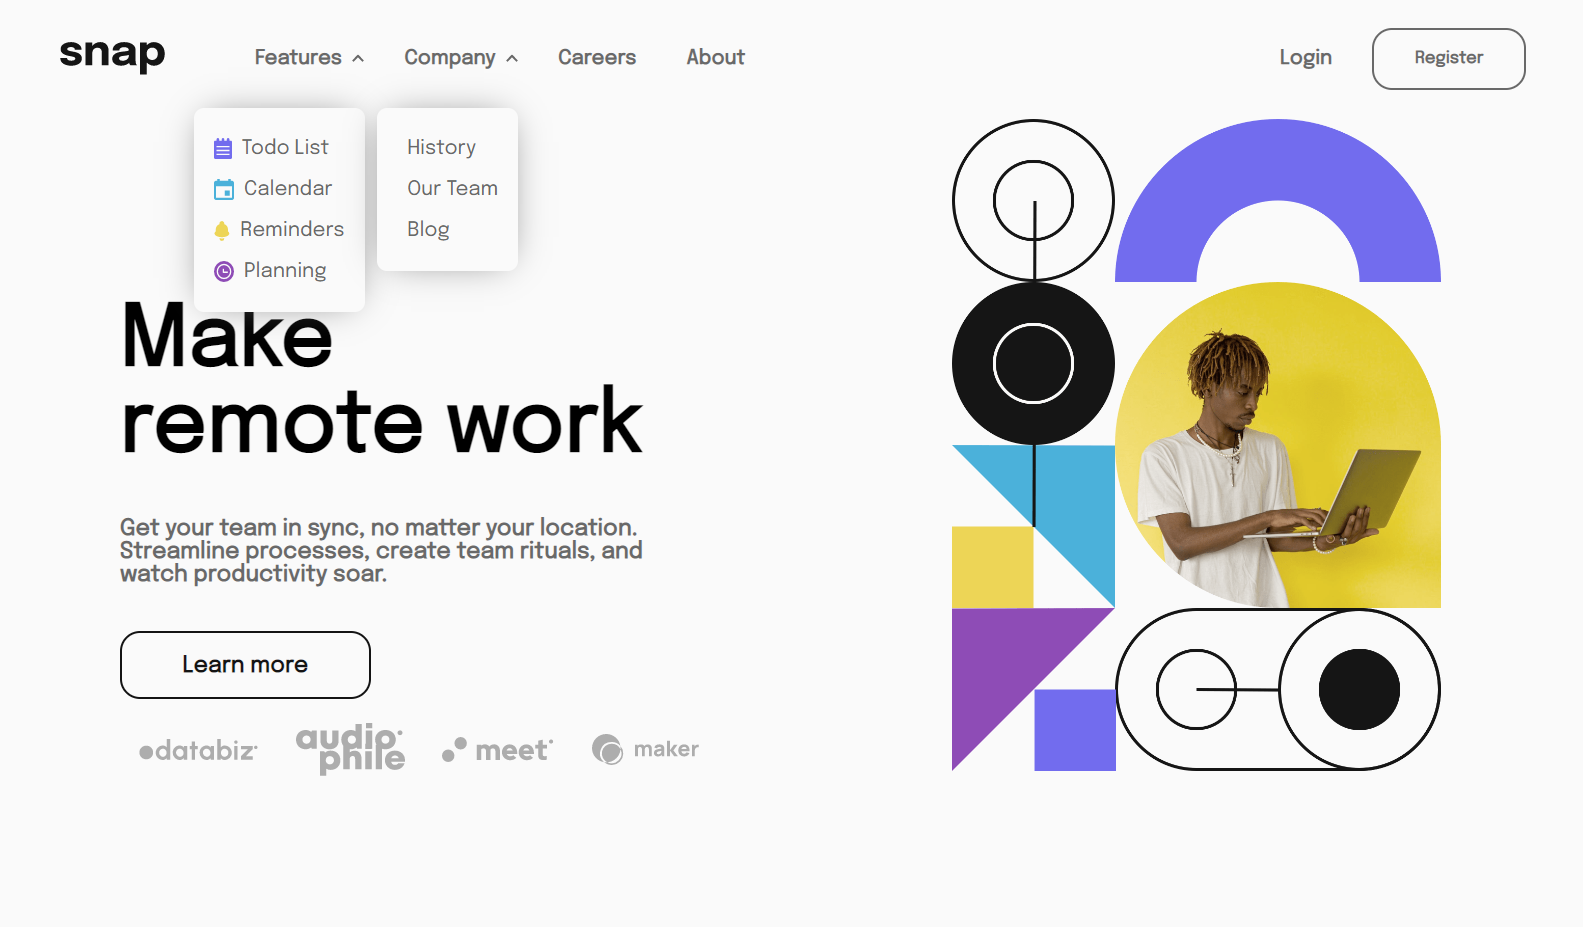 snap Features Company Careers About Login Register
Todo List
Calendar
Reminders
Planning
History
Our Team
Blog
Make
remote work
Get your team in sync, no matter your location.
Streamline processes, create team rituals, and
watch productivity soar.
Learn more
databiz audiophile meet maker